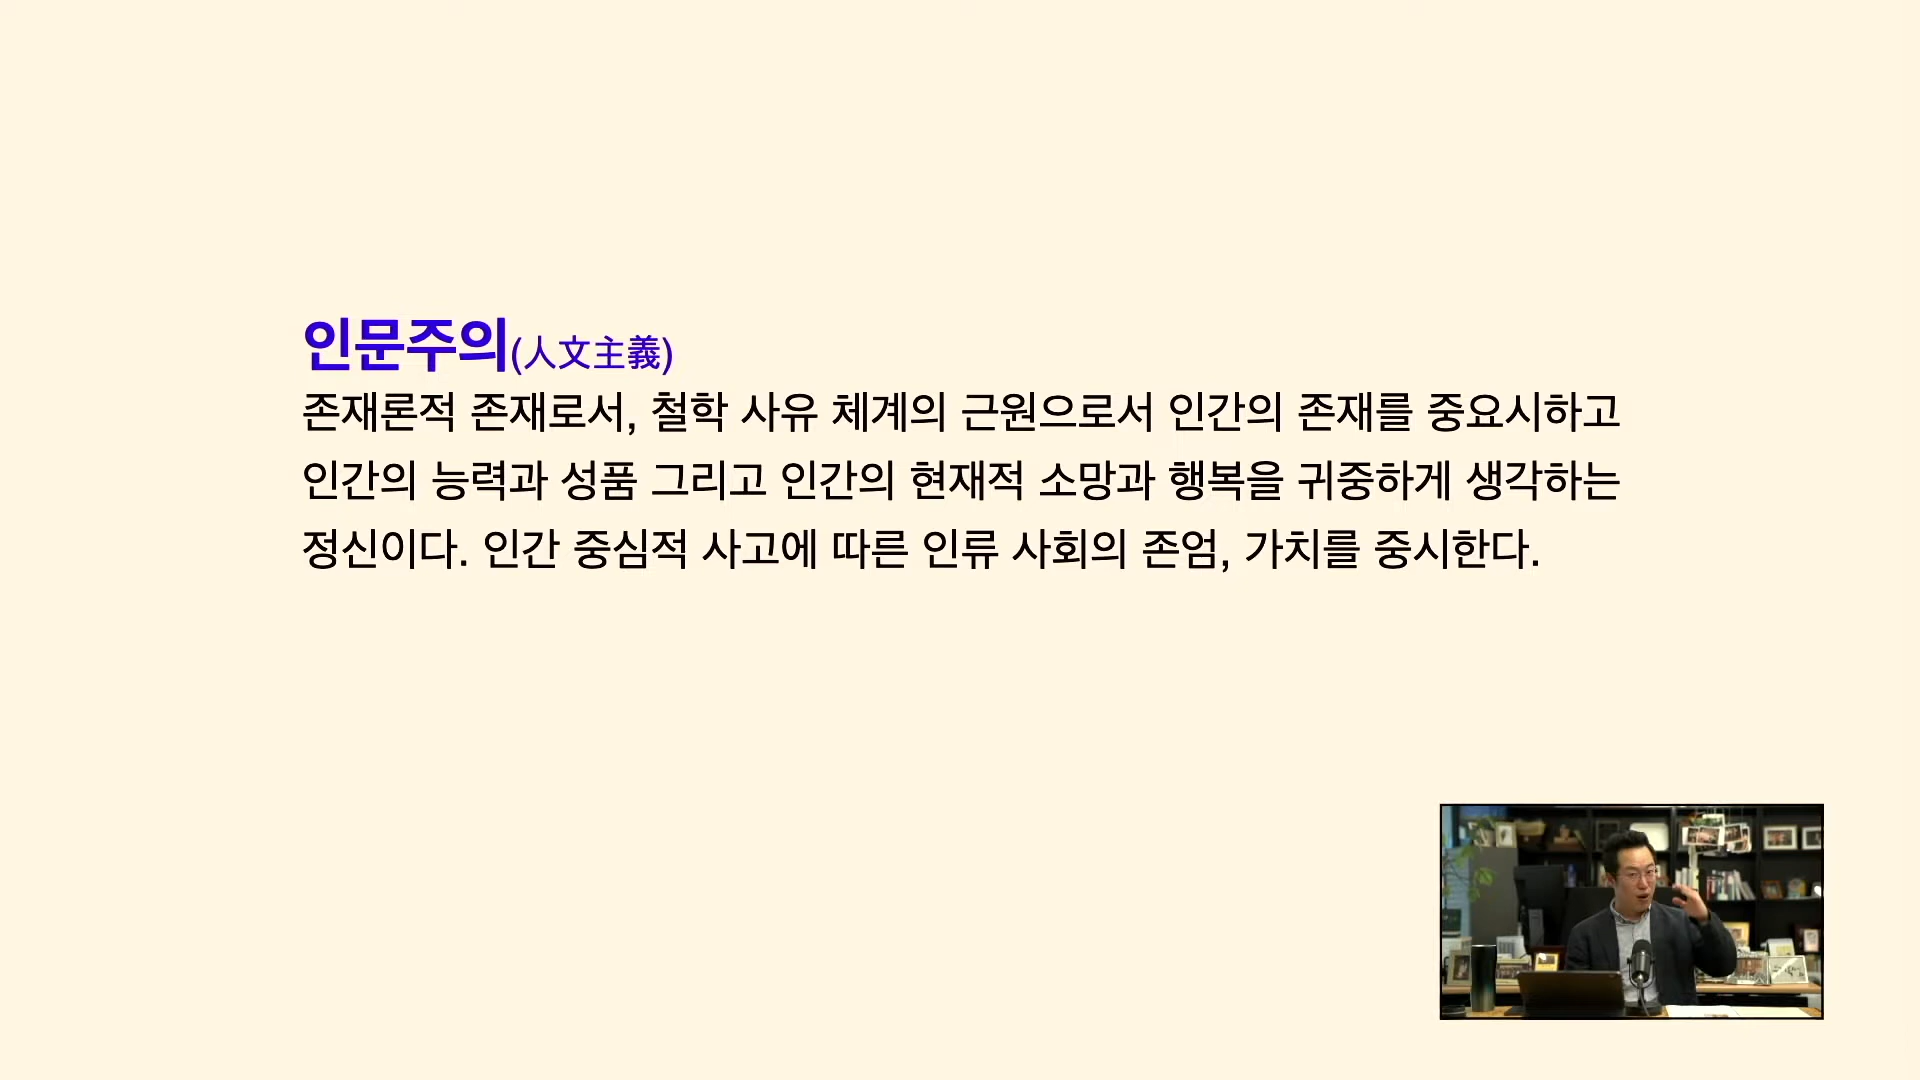 인문주의(人文主義)
존재론적 존재로서, 철학 사유 체계의 근원으로서 인간의 존재를 중요시하고
인간의 능력과 성품 그리고 인간의 현재적 소망과 행복을 귀중하게 생각하는
정신이다. 인간 중심적 사고에 따른 인류 사회의 존엄, 가치를 중시한다.